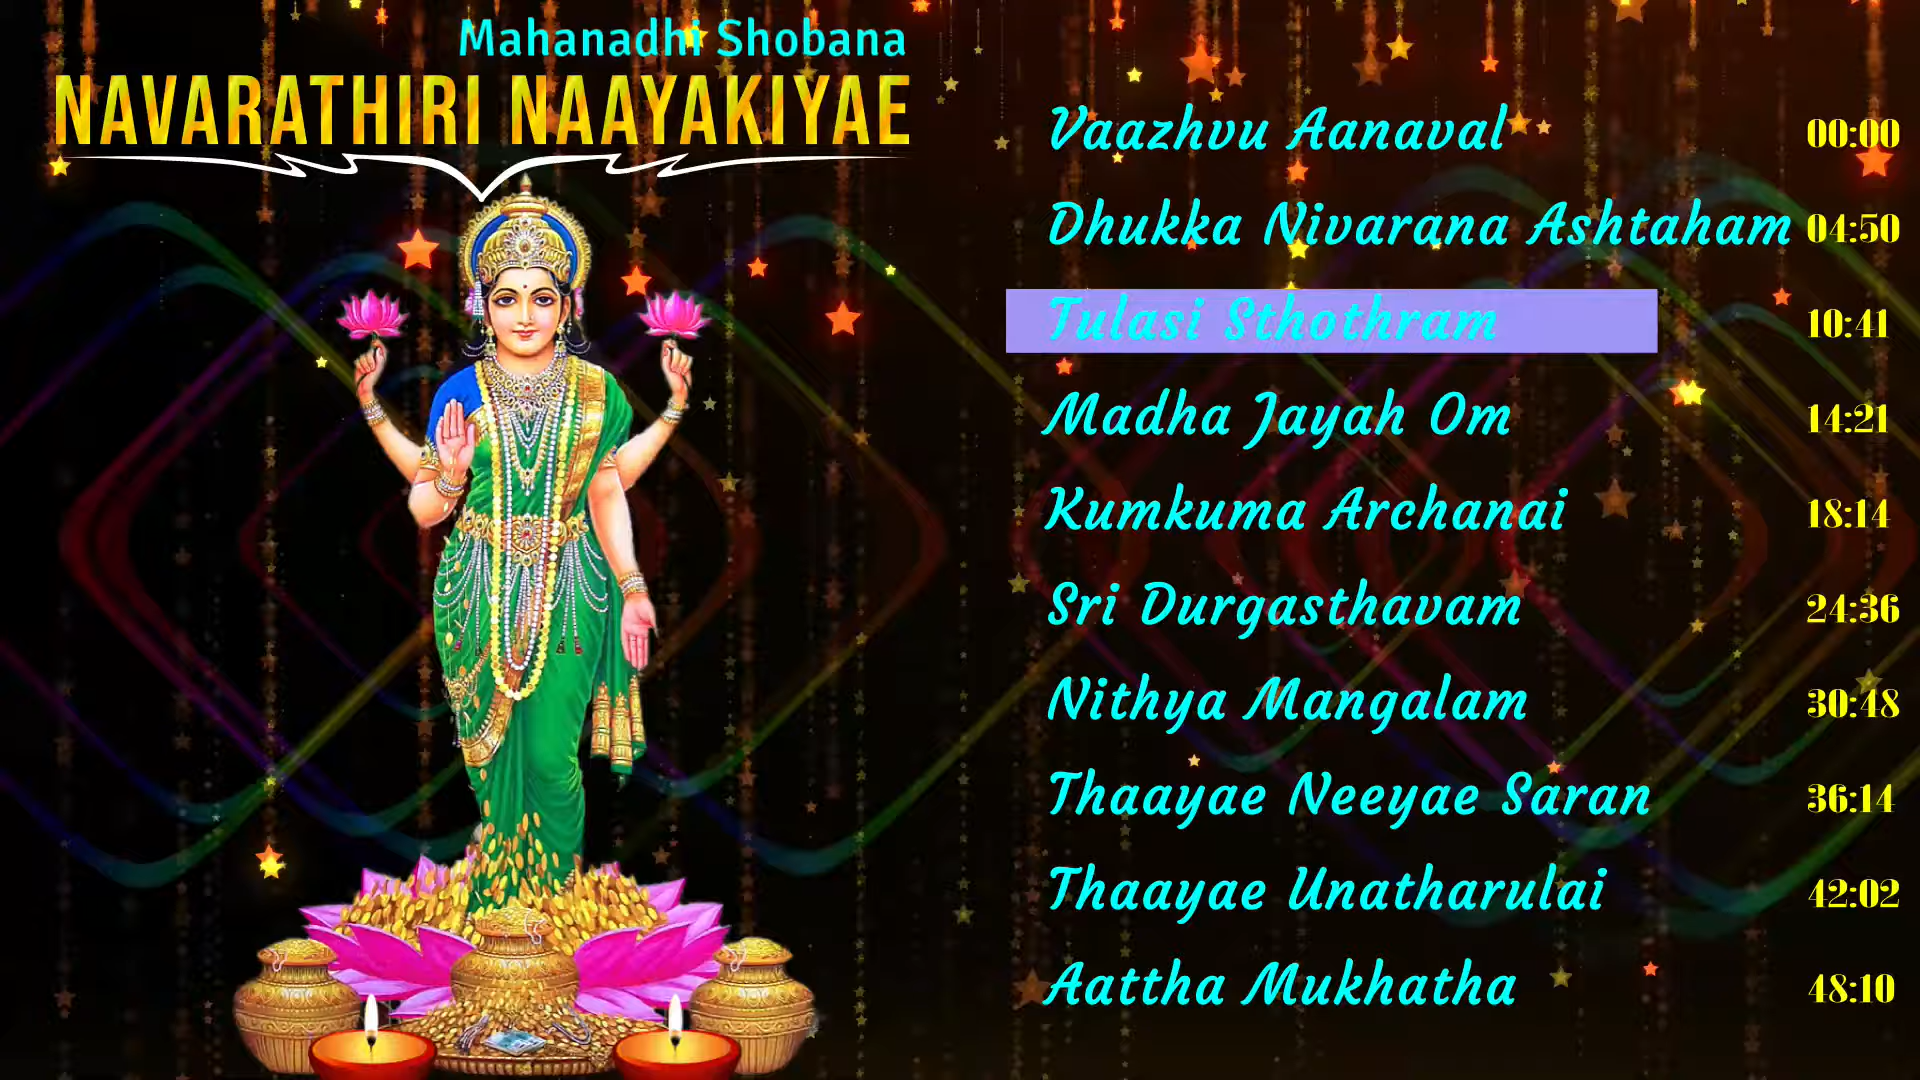 Mahanadhi Shobana
NAVARATHIRI NAAYAKIYAE
Vaazhvu Aanaval 00:00
Dhukka Nivarana Ashtaham 04:50
Tulasi Sthothram 10:41
Madha Jayah Om 14:21
Kumkuma Archanai 18:14
Sri Durgasthavam 24:36
Nithya Mangalam 30:48
Thaayae Neeyae Saran 36:14
Thaayae Unatharulai 42:02
Aattha Mukhatha 48:10